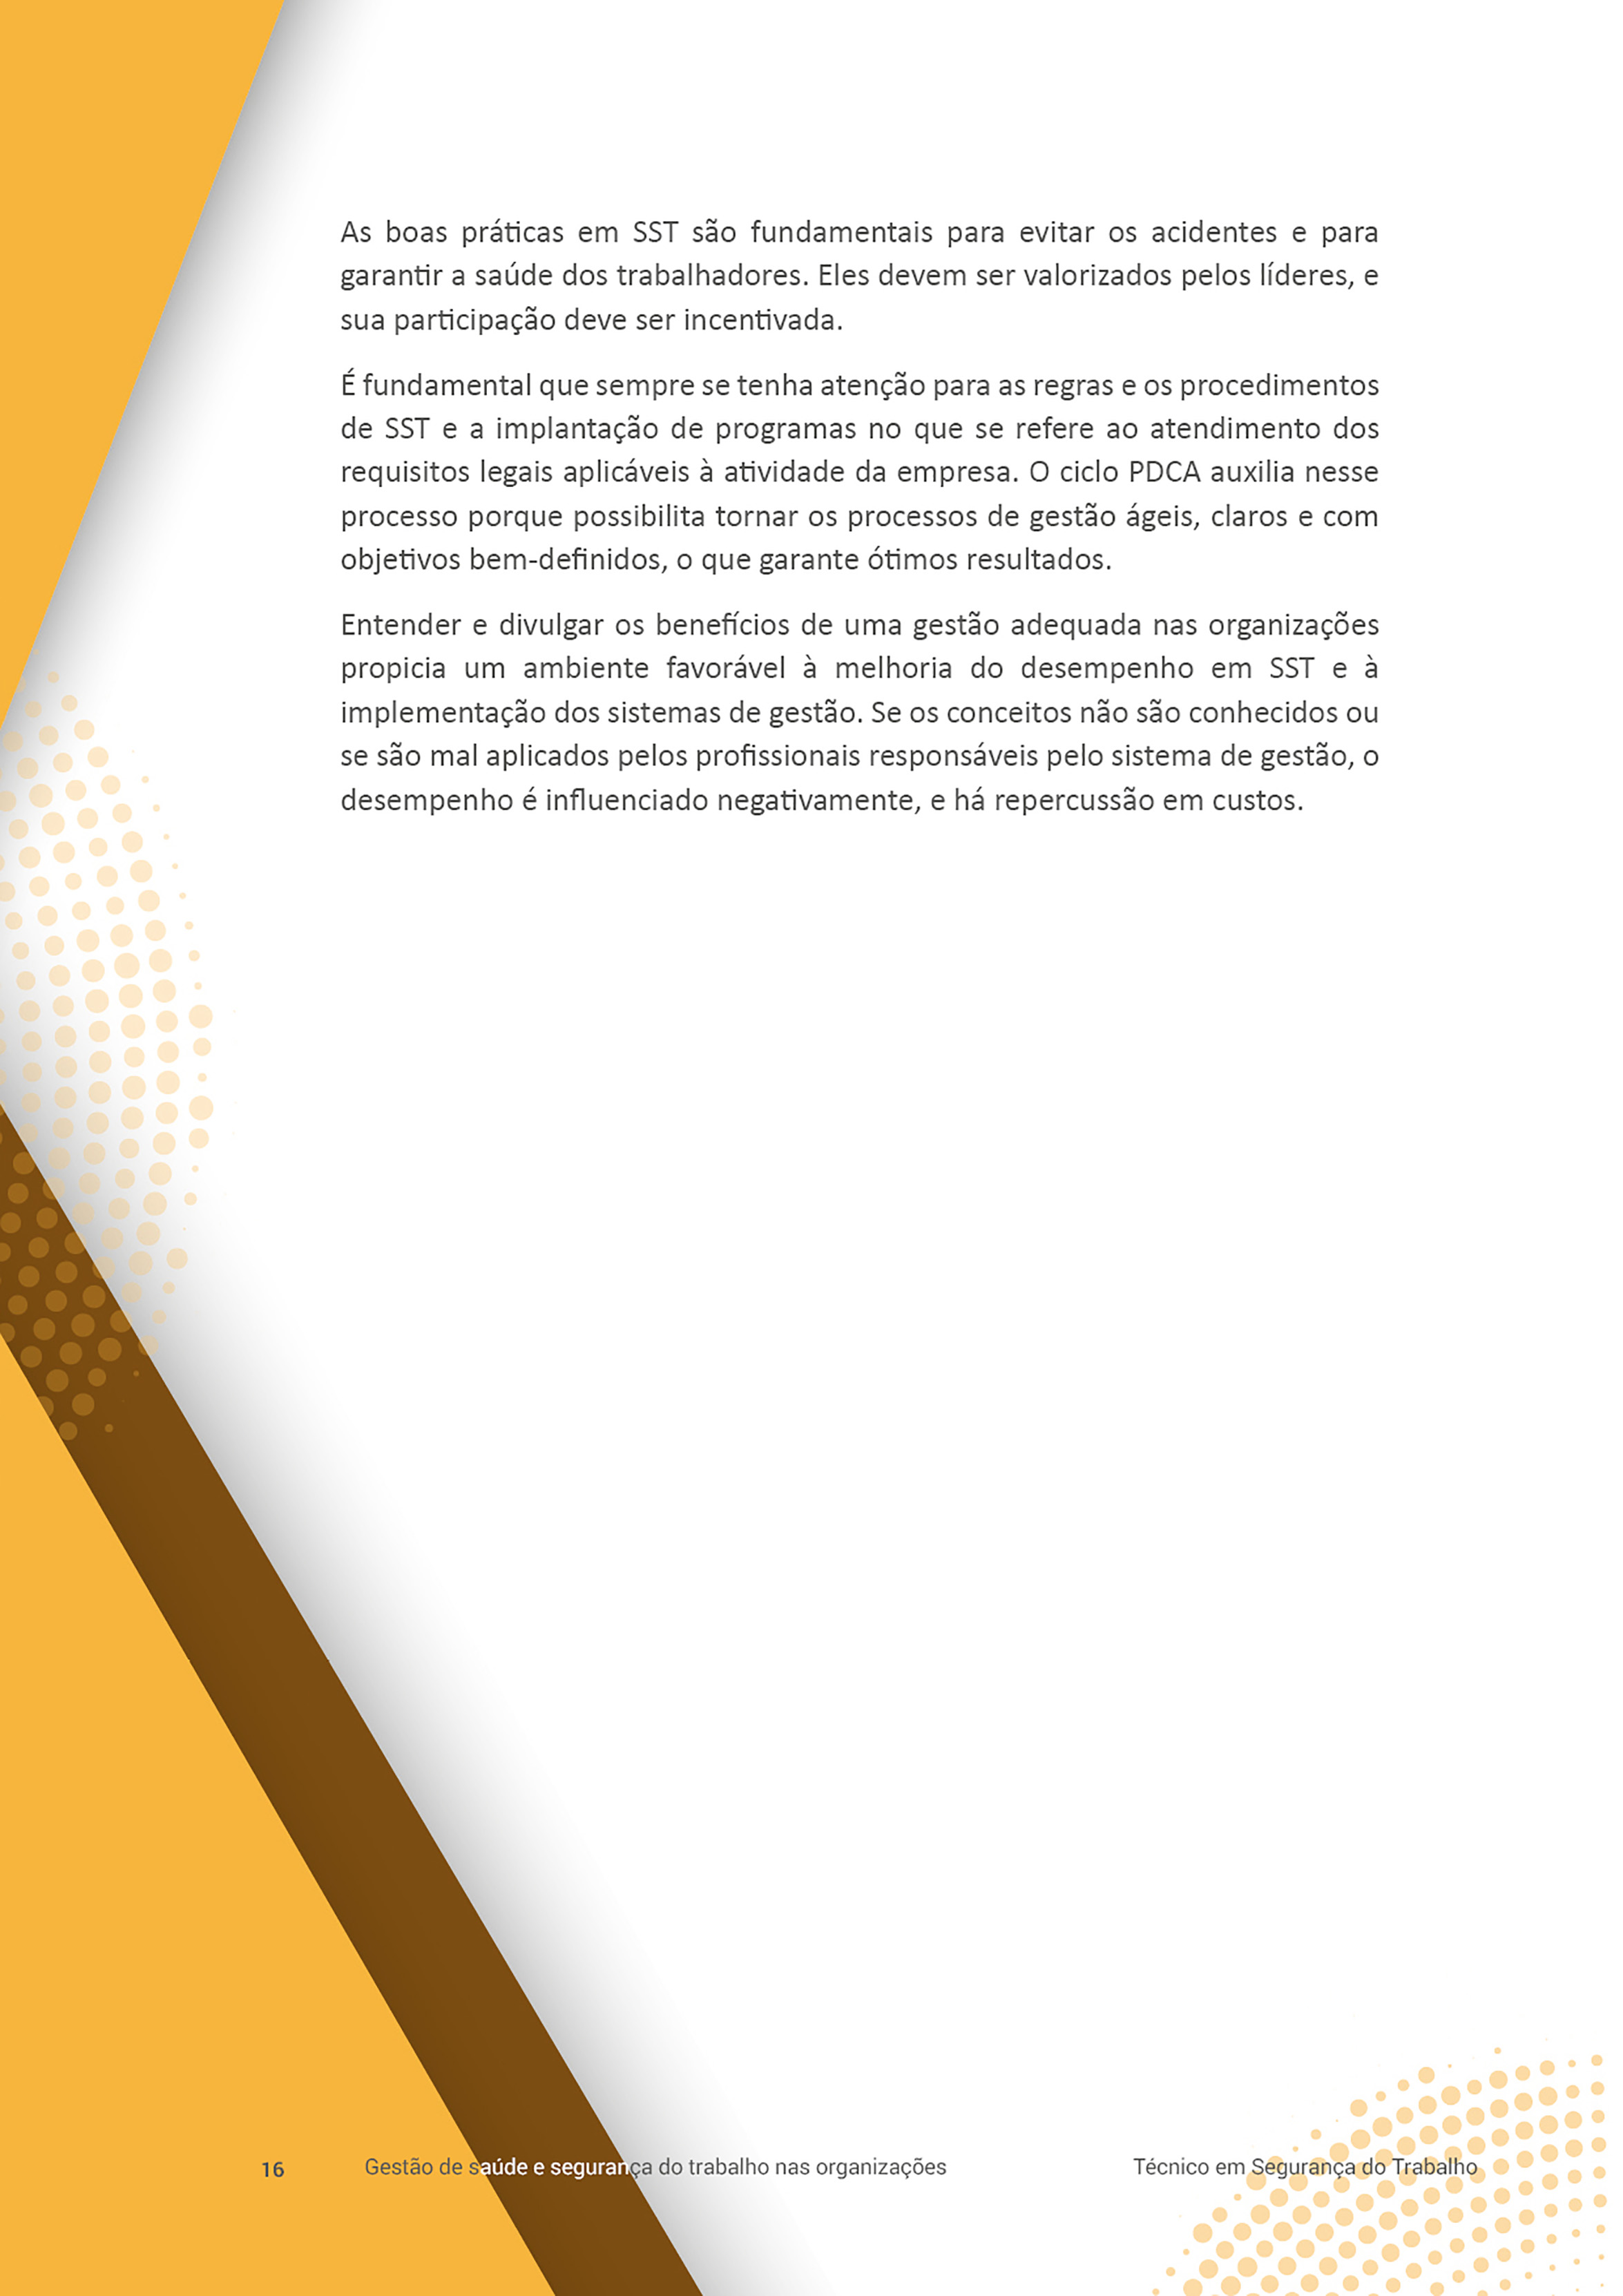 As boas práticas em SST são fundamentais para evitar os acidentes e para
garantir a saúde dos trabalhadores. Eles devem ser valorizados pelos líderes, e
sua participação deve ser incentivada.
É fundamental que sempre se tenha atenção para as regras e os procedimentos
de SST e a implantação de programas no que se refere ao atendimento dos
requisitos legais aplicáveis à atividade da empresa. O ciclo PDCA auxilia nesse
processo porque possibilita tornar os processos de gestão ágeis, claros e com
objetivos bem-definidos, o que garante ótimos resultados.
Entender e divulgar os benefícios de uma gestão adequada nas organizações
propicia um ambiente favorável à melhoria do desempenho em SST e à
implementação dos sistemas de gestão. Se os conceitos não são conhecidos ou
se são mal aplicados pelos profissionais responsáveis pelo sistema de gestão, o
desempenho é influenciado negativamente, e há repercussão em custos.
16 Gestão de saúde e segurança do trabalho nas organizações Técnico em Segurança do Trabalho